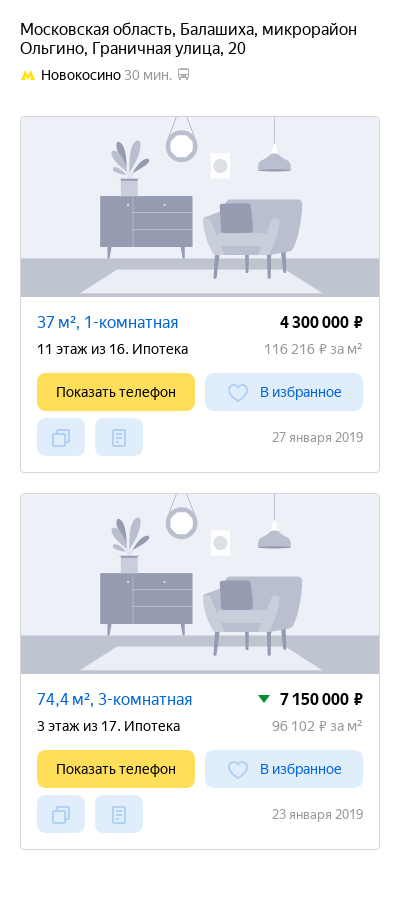 Московская область, Балашиха, микрорайон
Ольгино, Граничная улица, 20
Новокосино 30 мин.
37 м², 1-комнатная
4 300 000 ₽
11 этаж из 16. Ипотека
116 216 ₽ за м²
Показать телефон
В избранное
27 января 2019
74,4 м², 3-комнатная
7 150 000 ₽
3 этаж из 17. Ипотека
96 102 ₽ за м²
Показать телефон
В избранное
23 января 2019